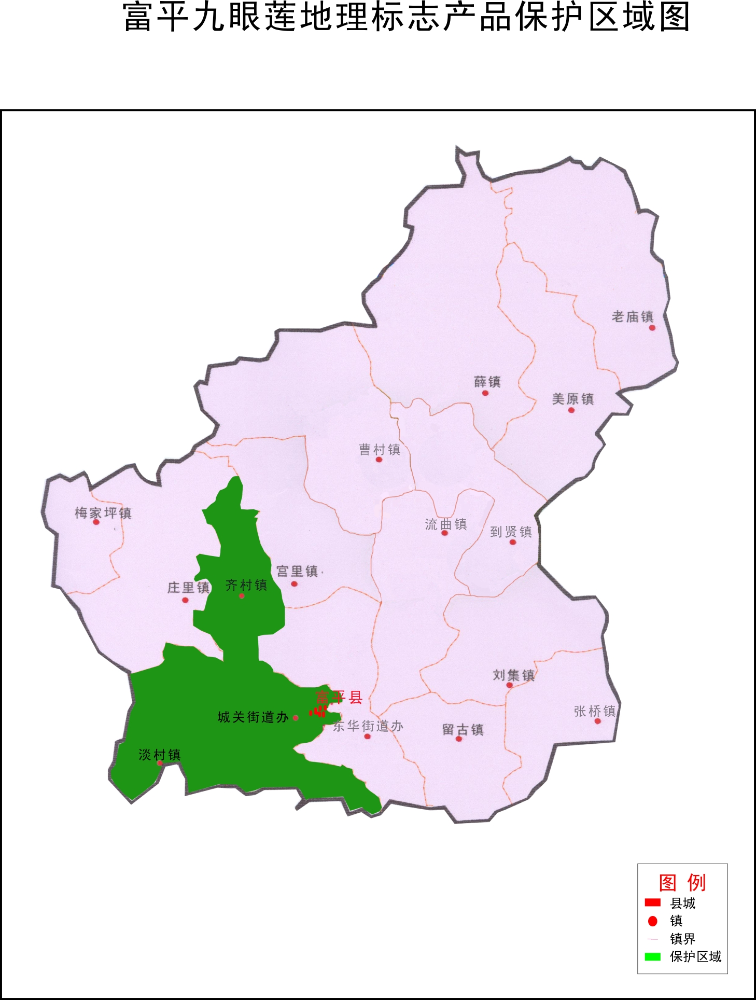 富平九眼莲地理标志产品保护区域图
老庙镇
薛镇
美原镇
曹村镇
梅家坪镇
流曲镇
到贤镇
宫里镇
庄里镇
齐村镇
刘集镇
富平县
张桥镇
城关街道办
东华街道办
留古镇
淡村镇
图 例
县城
镇
镇界
保护区域